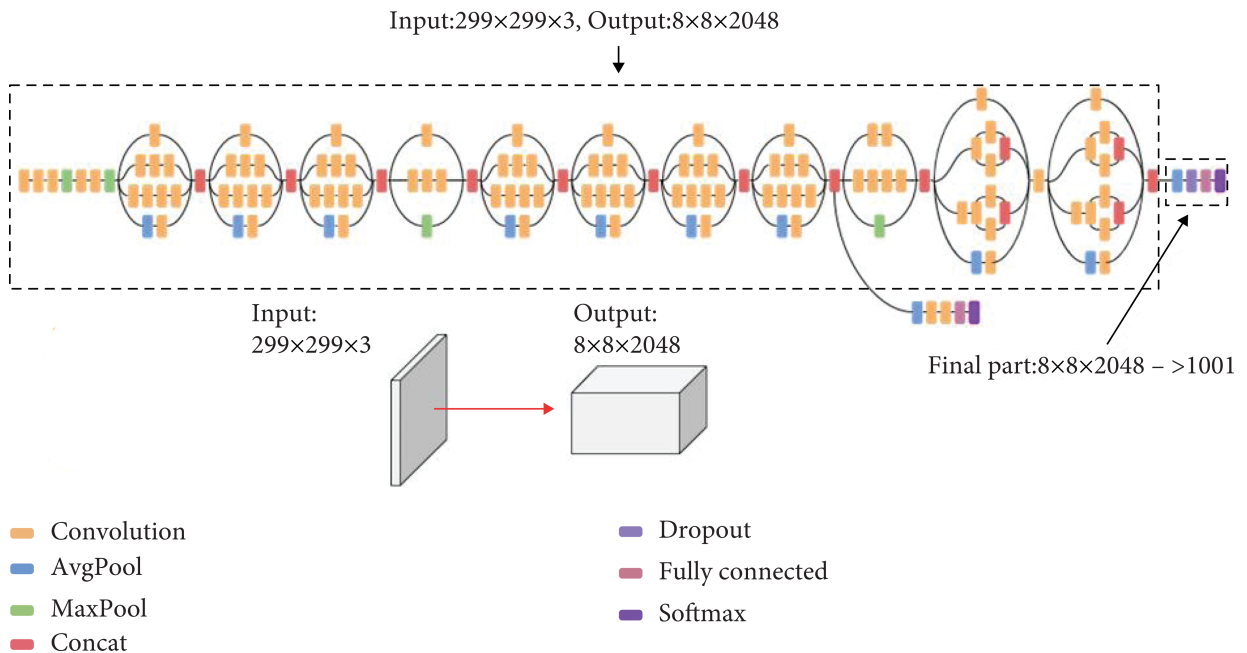 Input:299×299×3, Output:8×8×2048
Input:
299×299×3
Output:
8×8×2048
Final part:8×8×2048 – >1001
Convolution
AvgPool
MaxPool
Concat
Dropout
Fully connected
Softmax